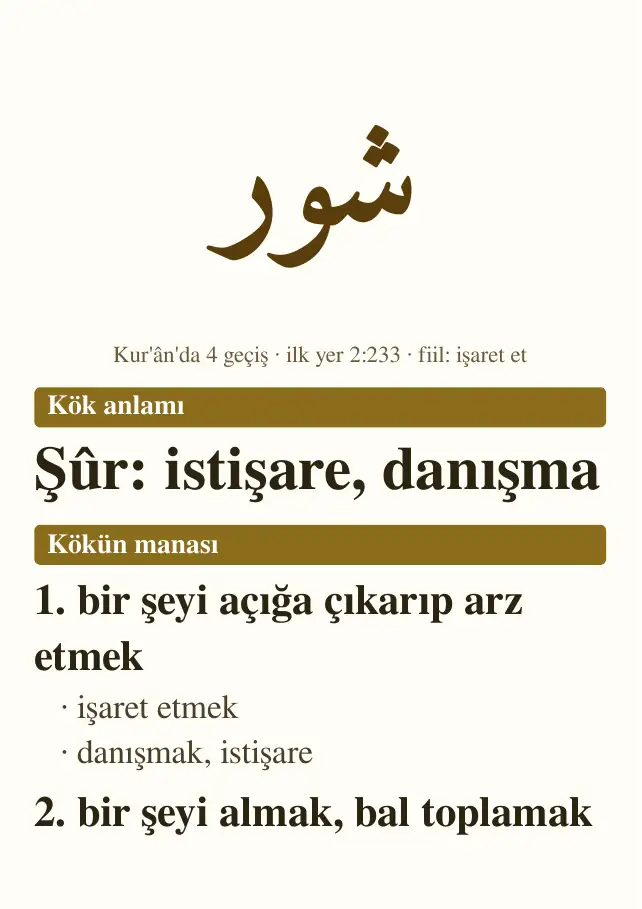 شور
Kur'ân'da 4 geçiş · ilk yer 2:233 · fiil: işaret et
Kök anlamı
Şûr: istişare, danışma
Kökün manası
1. bir şeyi açığa çıkarıp arz
etmek
· işaret etmek
· danışmak, istişare
2. bir şeyi almak, bal toplamak